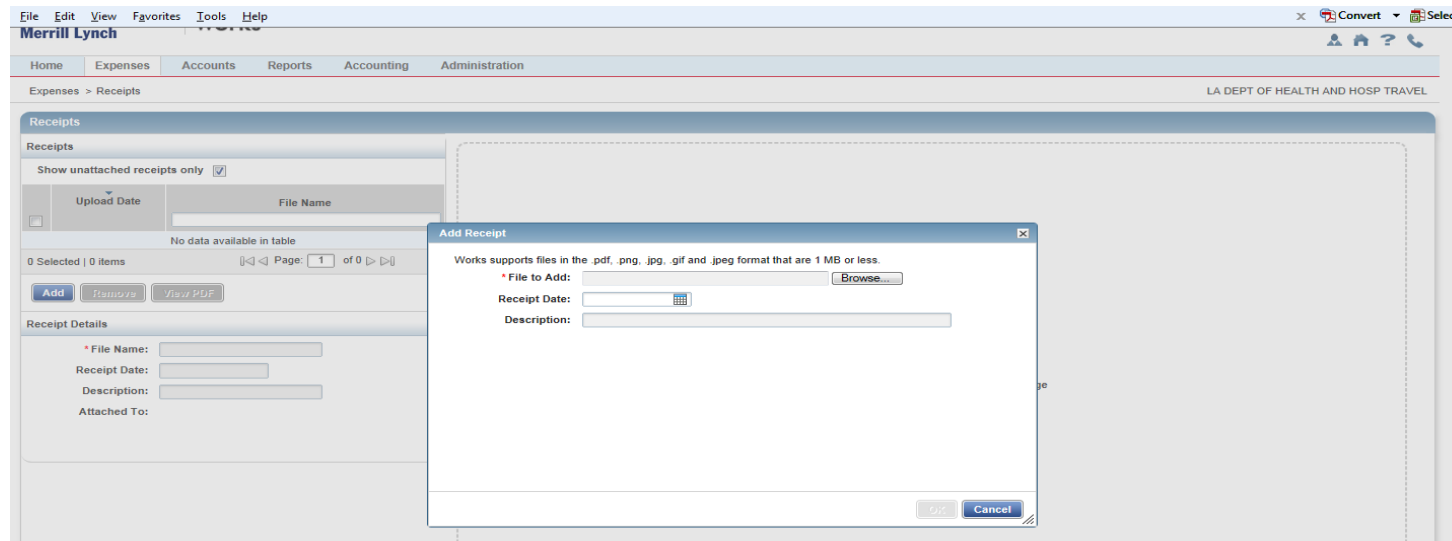 File Edit View Favorites Tools Help
x Convert Selec
Merrill Lynch
Home Expenses Accounts Reports Accounting Administration
Expenses > Receipts
LA DEPT OF HEALTH AND HOSP TRAVEL
Receipts
Receipts
Show unattached receipts only
Upload Date File Name
No data available in table
0 Selected | 0 items Page: 1 of 0
Add Remove View PDF
Receipt Details
* File Name:
Receipt Date:
Description:
Attached To:
Add Receipt
Works supports files in the .pdf, .png, .jpg, .gif and .jpeg format that are 1 MB or less.
* File to Add: Browse...
Receipt Date:
Description:
OK Cancel
ge